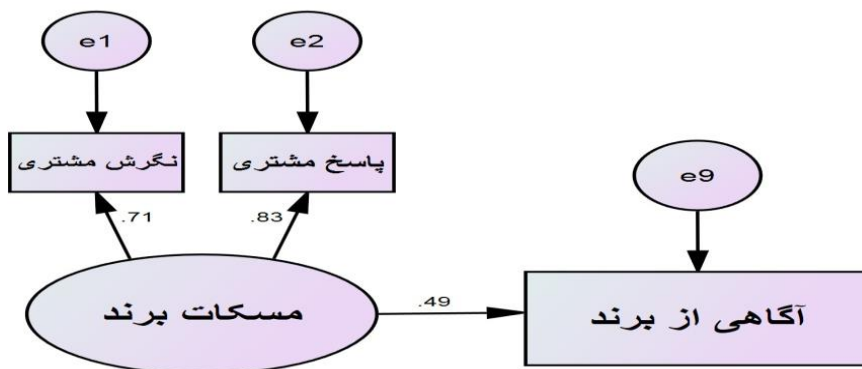 e1
e2
نگرش مشتری
پاسخ مشتری
e9
.71
.83
مسکات برند
.49
آگاهی از برند